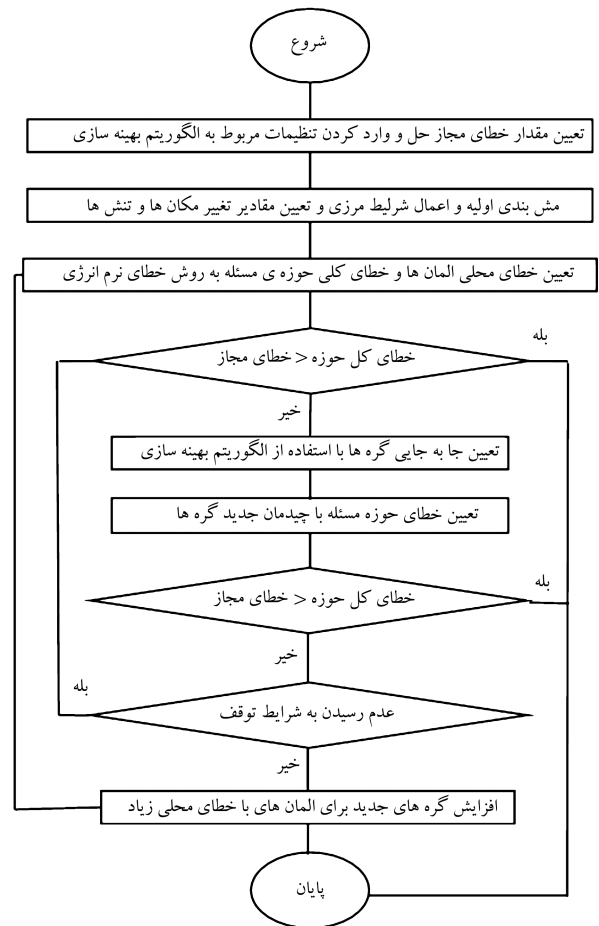 شروع
تعیین مقدار خطای مجاز حل و وارد کردن تنظیمات مربوط به الگوریتم بهینه سازی
مش بندی اولیه و اعمال شرلیط مرزی و تعیین مقادیر تغییر مکان ها و تنش ها
تعیین خطای محلی المان ها و خطای کلی حوزه ی مسئله به روش خطای نرم انرژی
خطای کل حوزه < خطای مجاز
بله
خیر
تعیین جا به جایی گره ها با استفاده از الگوریتم بهینه سازی
تعیین خطای حوزه مسئله با چیدمان جدید گره ها
خطای کل حوزه < خطای مجاز
بله
خیر
عدم رسیدن به شرایط توقف
بله
خیر
افزایش گره های جدید برای المان های با خطای محلی زیاد
پایان